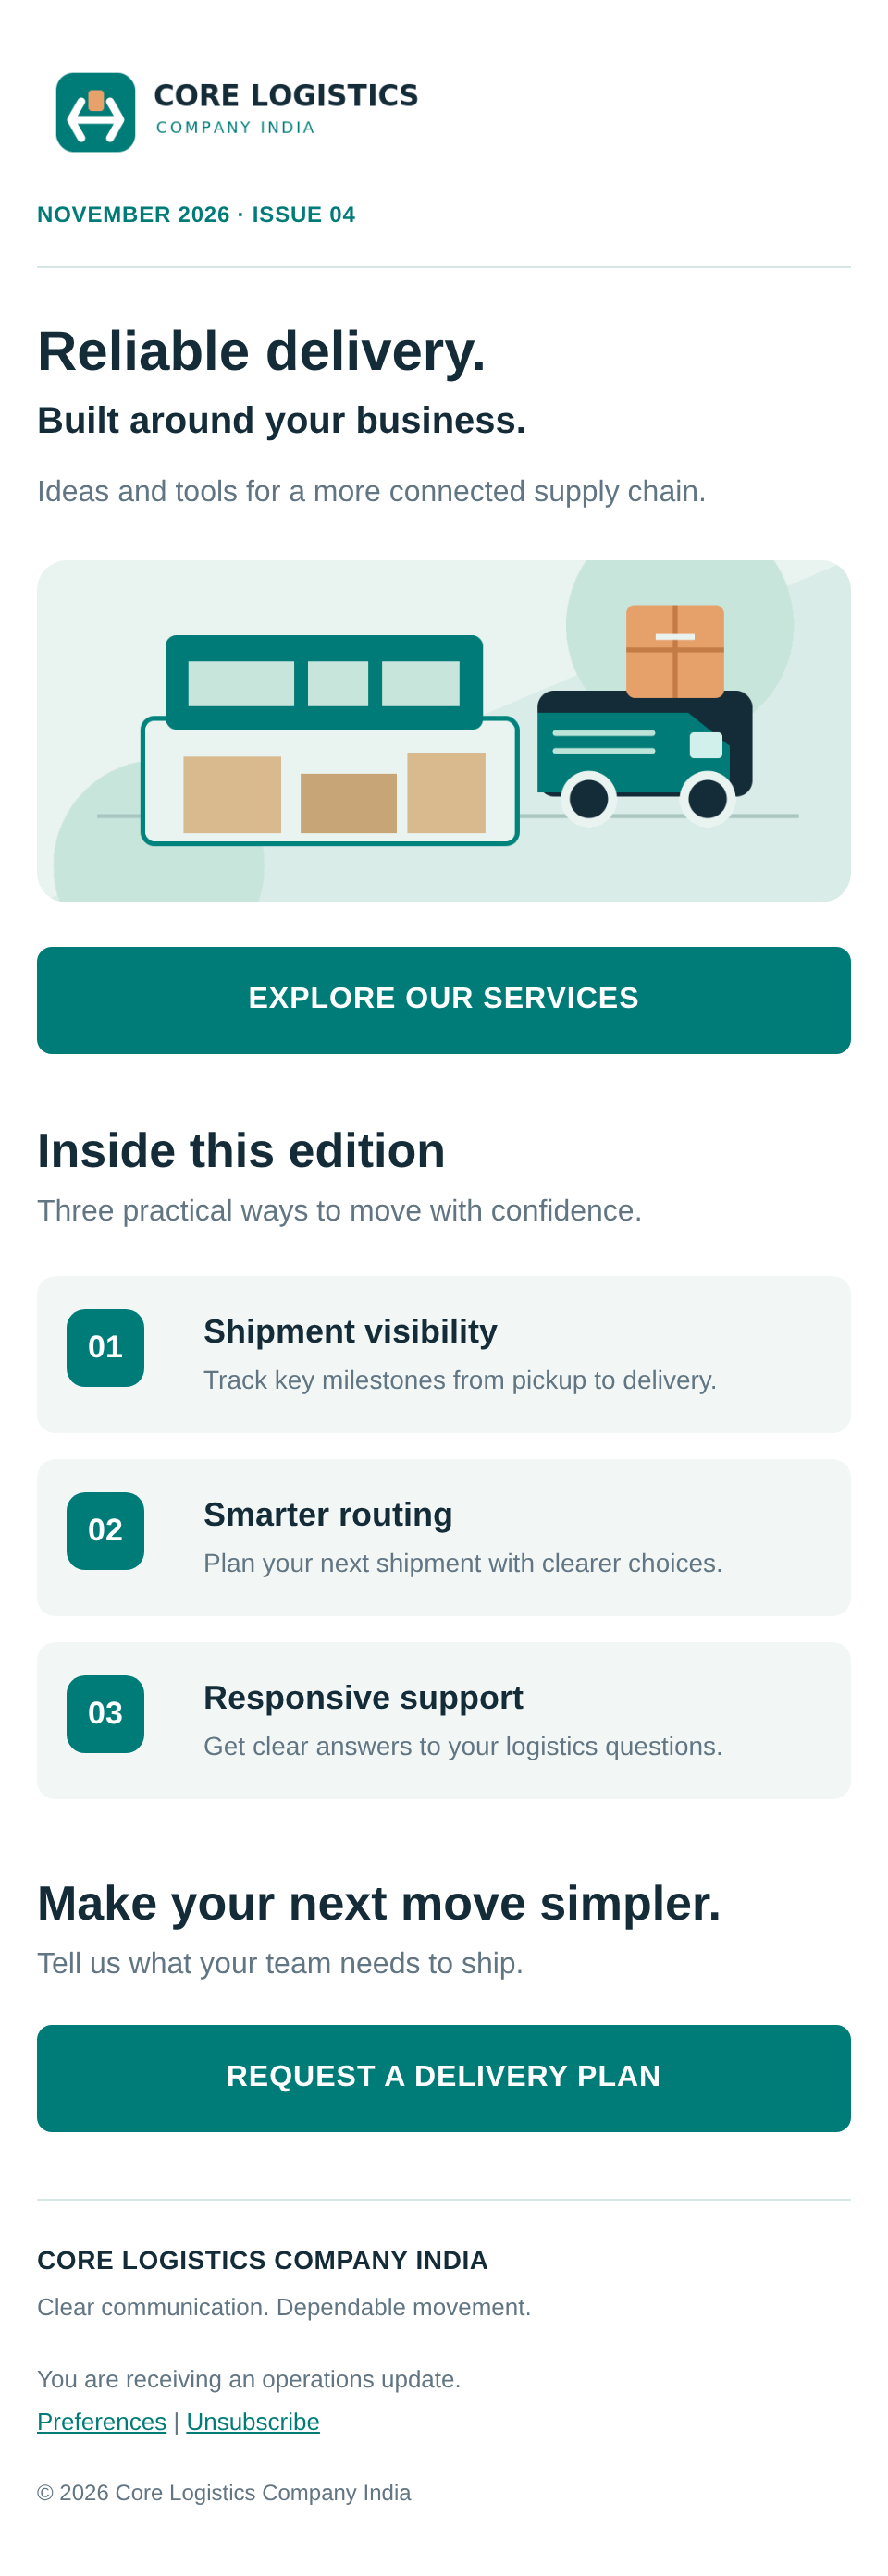 CORE LOGISTICS
COMPANY INDIA
NOVEMBER 2026 · ISSUE 04
Reliable delivery.
Built around your business.
Ideas and tools for a more connected supply chain.
EXPLORE OUR SERVICES
Inside this edition
Three practical ways to move with confidence.
01
Shipment visibility
Track key milestones from pickup to delivery.
02
Smarter routing
Plan your next shipment with clearer choices.
03
Responsive support
Get clear answers to your logistics questions.
Make your next move simpler.
Tell us what your team needs to ship.
REQUEST A DELIVERY PLAN
CORE LOGISTICS COMPANY INDIA
Clear communication. Dependable movement.
You are receiving an operations update.
Preferences | Unsubscribe
© 2026 Core Logistics Company India